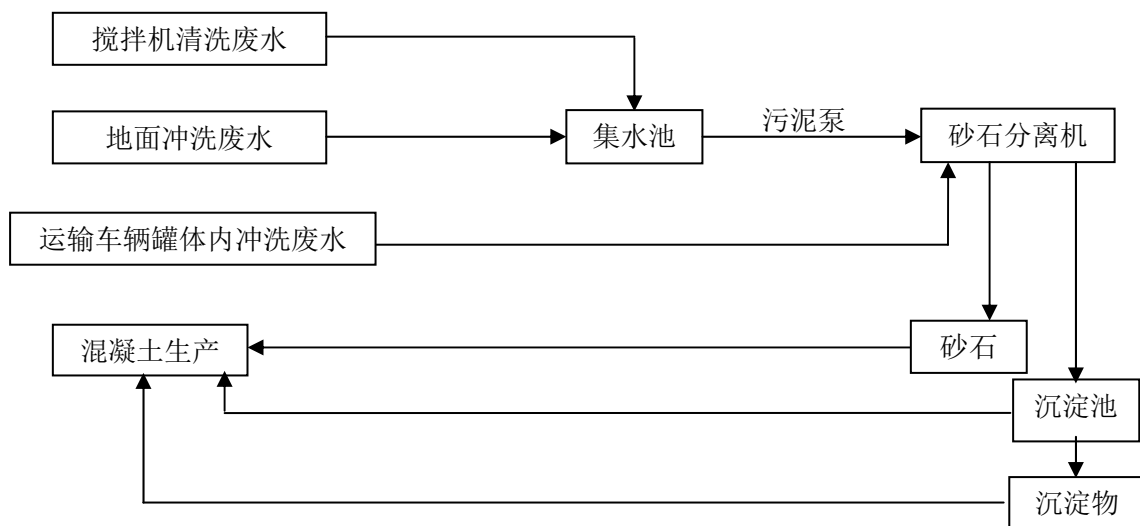 搅拌机清洗废水
地面冲洗废水
集水池
污泥泵
砂石分离机
运输车辆罐体内冲洗废水
混凝土生产
砂石
沉淀池
沉淀物